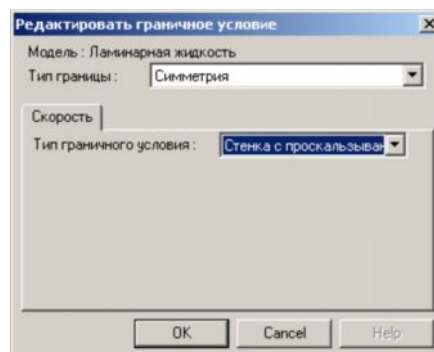 Редактировать граничное условие
Модель : Ламинарная жидкость
Тип границы : Симметрия
Скорость
Тип граничного условия : Стенка с проскальзыван
OK Cancel Help